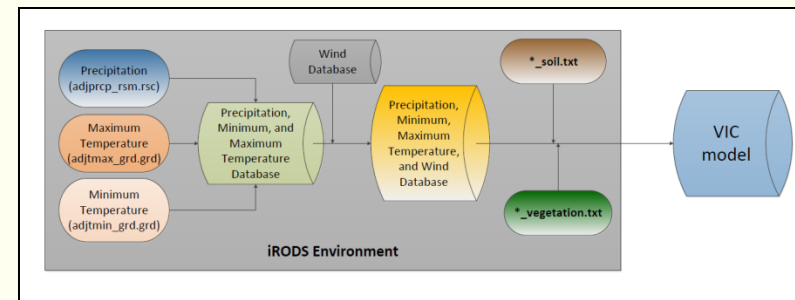 Precipitation
(adjprcp_rsm.rsc)
Maximum
Temperature
(adjtmax_grd.grd)
Minimum
Temperature
(adjtmin_grd.grd)
Precipitation,
Minimum, and
Maximum
Temperature
Database
Wind
Database
Precipitation,
Minimum,
Maximum
Temperature,
and Wind
Database
*_soil.txt
*_vegetation.txt
VIC
model
iRODS Environment